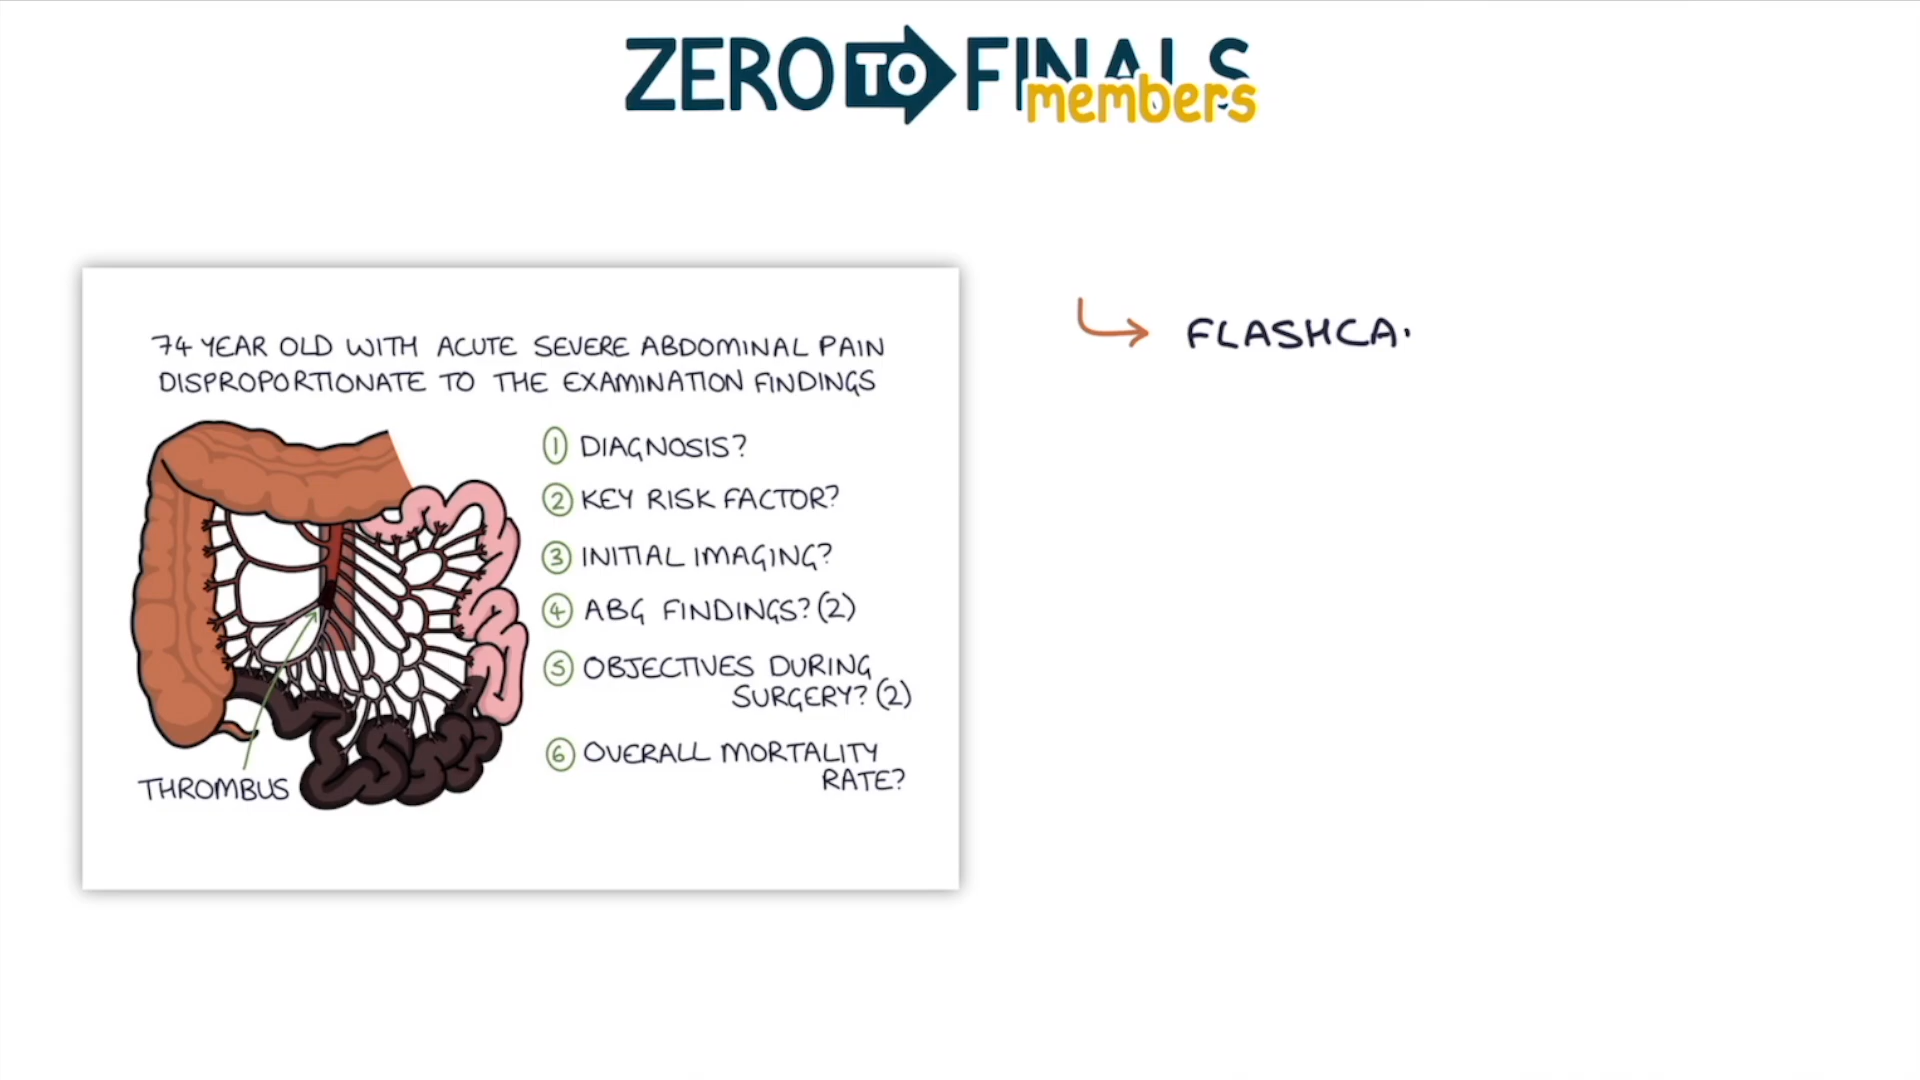 ZERO TO FINALS
members
74 YEAR OLD WITH ACUTE SEVERE ABDOMINAL PAIN
DISPROPORTIONATE TO THE EXAMINATION FINDINGS
① DIAGNOSIS?
② KEY RISK FACTOR?
③ INITIAL IMAGING?
④ ABG FINDINGS? (2)
⑤ OBJECTIVES DURING
SURGERY? (2)
⑥ OVERALL MORTALITY
RATE?
THROMBUS
FLASHCA